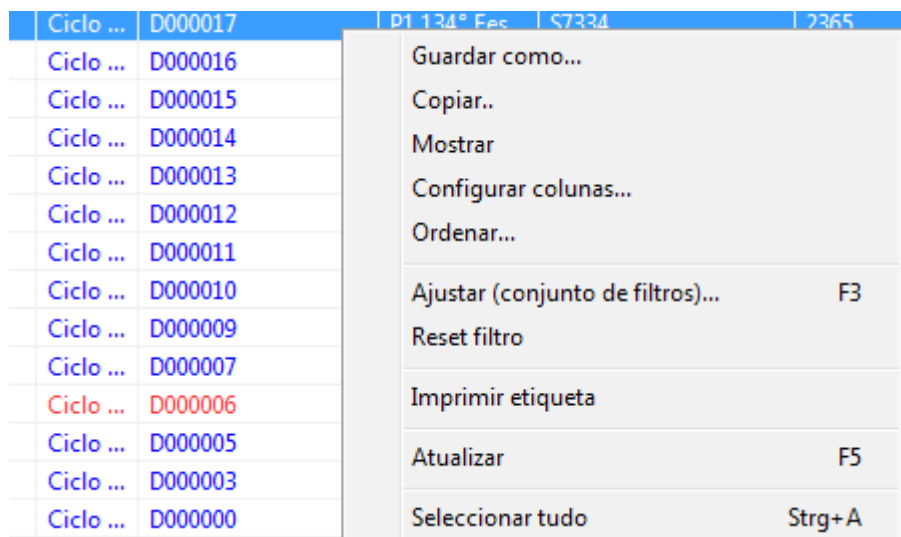 Ciclo ... D000017 P1 134° Fes S7334 2365
Ciclo ... D000016
Ciclo ... D000015
Ciclo ... D000014
Ciclo ... D000013
Ciclo ... D000012
Ciclo ... D000011
Ciclo ... D000010
Ciclo ... D000009
Ciclo ... D000007
Ciclo ... D000006
Ciclo ... D000005
Ciclo ... D000003
Ciclo ... D000000
Guardar como...
Copiar..
Mostrar
Configurar colunas...
Ordenar...
Ajustar (conjunto de filtros)... F3
Reset filtro
Imprimir etiqueta
Atualizar F5
Seleccionar tudo Strg+A